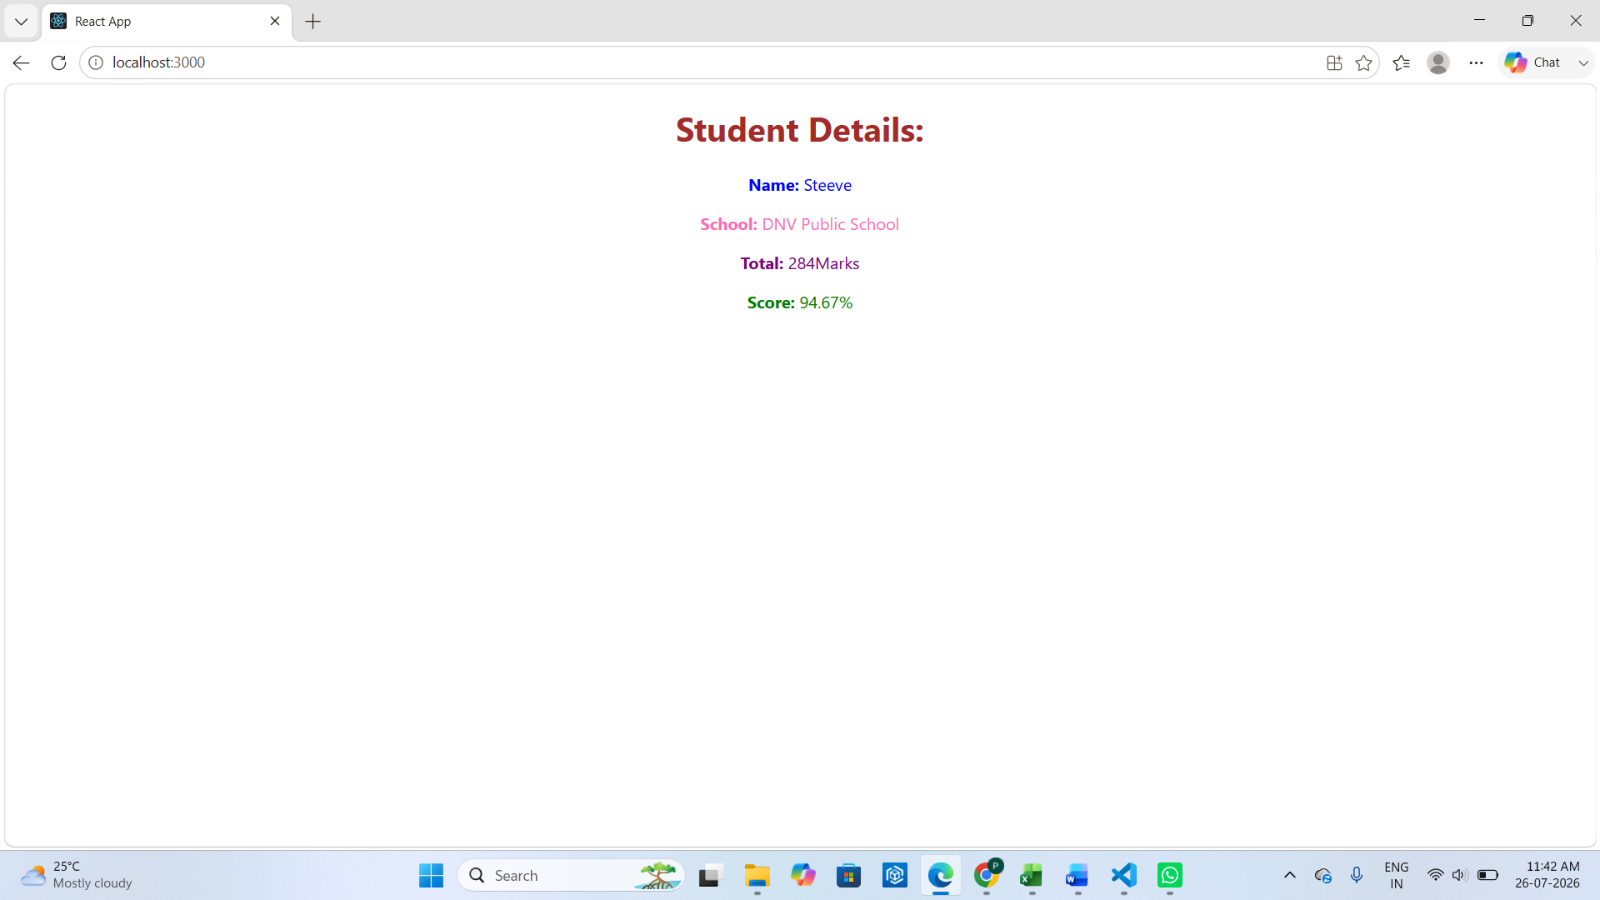 React App
localhost:3000
Chat
Student Details:
Name: Steeve
School: DNV Public School
Total: 284Marks
Score: 94.67%
25°C
Mostly cloudy
Search
P
ENG
IN
11:42 AM
26-07-2026